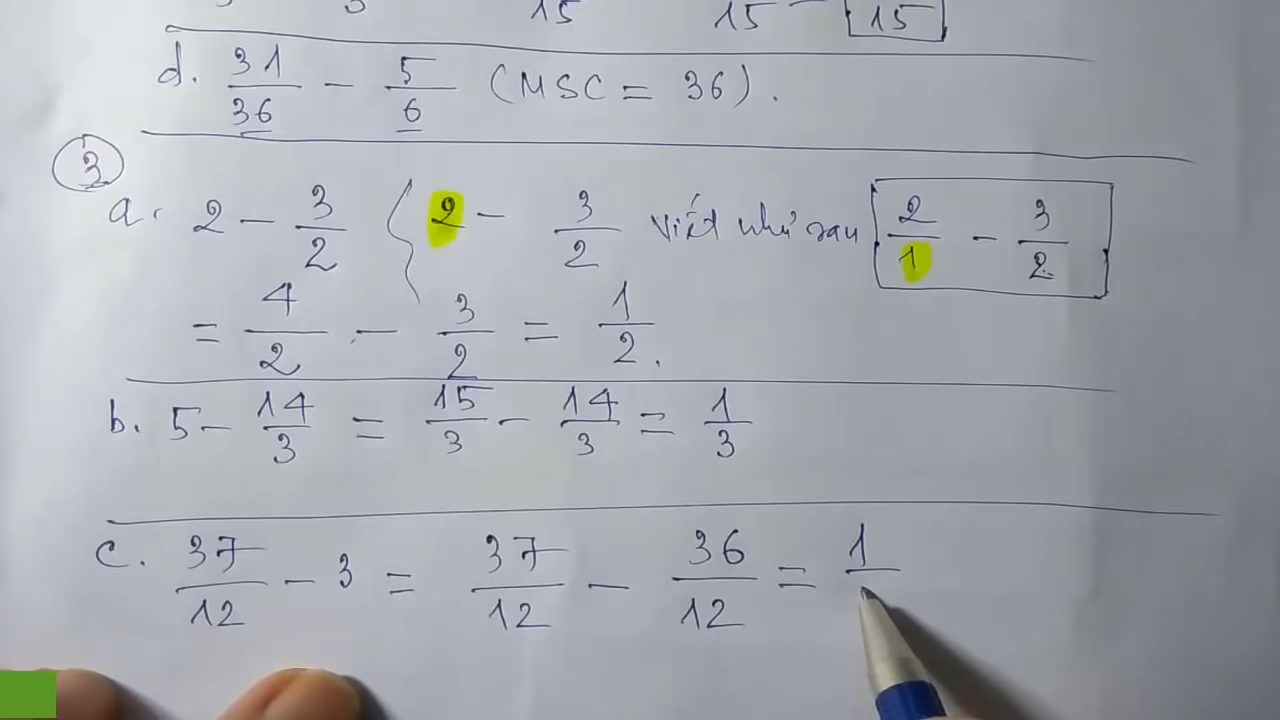 15 15 15
d. 31/36 - 5/6 (MSC = 36).
3
a. 2 - 3/2 { 2 - 3/2 viết như sau 2/1 - 3/2
= 4/2 - 3/2 = 1/2.
b. 5 - 14/3 = 15/3 - 14/3 = 1/3
c. 37/12 - 3 = 37/12 - 36/12 = 1/